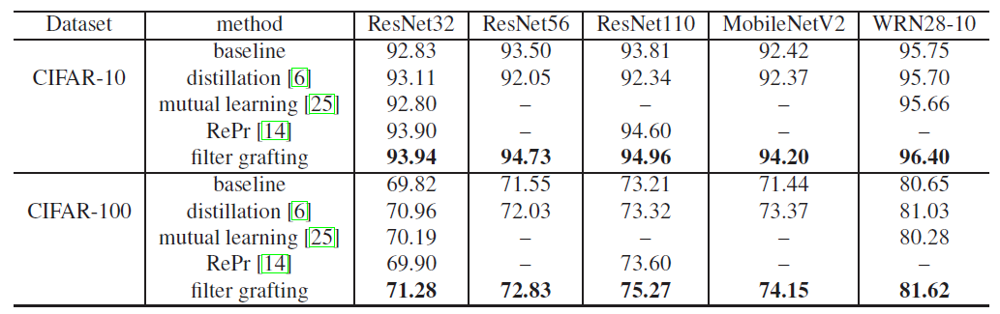 Dataset method ResNet32 ResNet56 ResNet110 MobileNetV2 WRN28-10
baseline 92.83 93.50 93.81 92.42 95.75
CIFAR-10 distillation [6] 93.11 92.05 92.34 92.37 95.70
mutual learning [25] 92.80 – – – 95.66
RePr [14] 93.90 – 94.60 – –
filter grafting 93.94 94.73 94.96 94.20 96.40
baseline 69.82 71.55 73.21 71.44 80.65
CIFAR-100 distillation [6] 70.96 72.03 73.32 73.37 81.03
mutual learning [25] 70.19 – – – 80.28
RePr [14] 69.90 – 73.60 – –
filter grafting 71.28 72.83 75.27 74.15 81.62